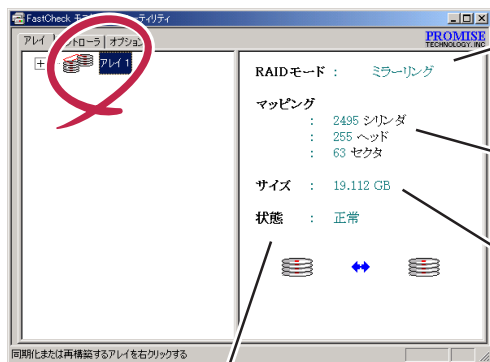 FastCheck
ティリティ
アレイ
ントローラ
オプション
PROMISE
TECHNOLOGY, INC
アレイ 1
RAIDモード : ミラーリング
マッピング
: 2495 シリンダ
: 255 ヘッド
: 63 セクタ
サイズ : 19.112 GB
状態 : 正常
同期化または再構築するアレイを右クリックする